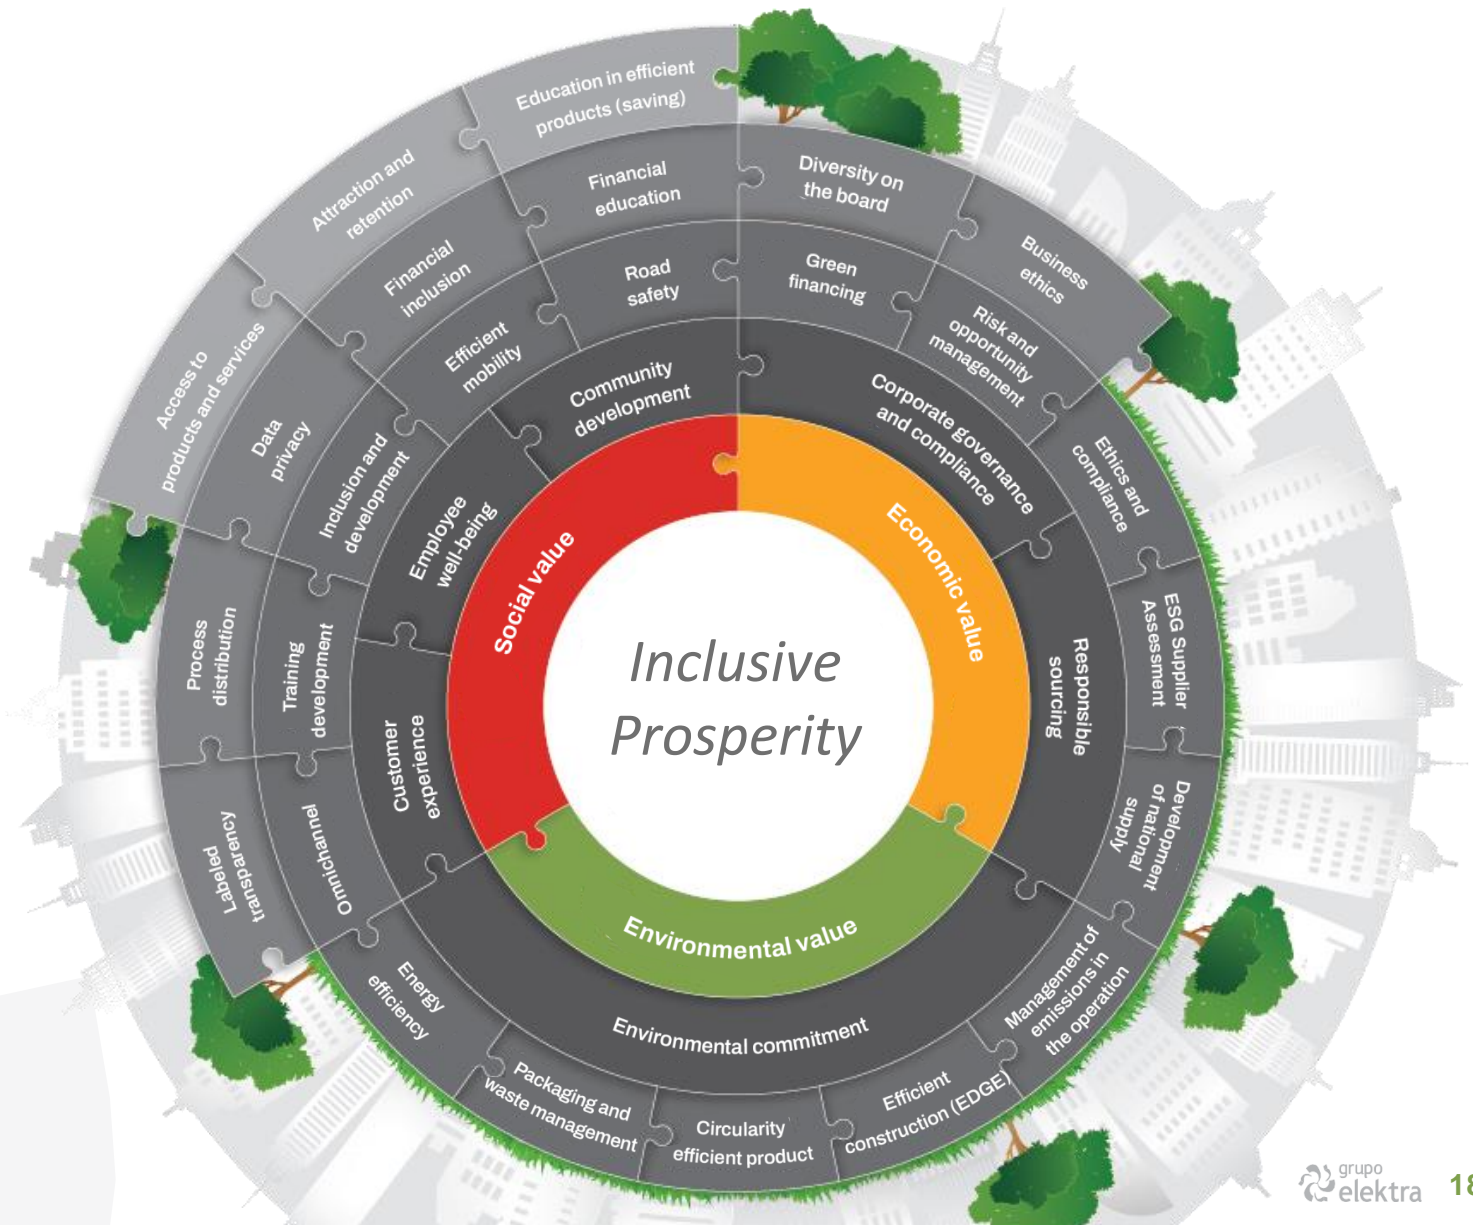 Education in efficient
products (saving)
Attraction and
retention
Access to
products and services
Financial
education
Financial
inclusion
Data
privacy
Process
distribution
Labeled
transparency
Road
safety
Efficient
mobility
Inclusion and
development
Training
development
Omnichannel
Community
development
Employee
well-being
Customer
experience
Social value
Diversity on
the board
Business
ethics
Green
financing
Risk and
opportunity
management
Ethics and
compliance
ESG Supplier
Assessment
Development
of national
supply
Corporate governance
and compliance
Responsible
sourcing
Economic value
Inclusive
Prosperity
Environmental value
Environmental commitment
Energy
efficiency
Packaging and
waste management
Circularity
efficient product
Efficient
construction (EDGE)
Management of
emissions in
the operation
grupo
elektra
18